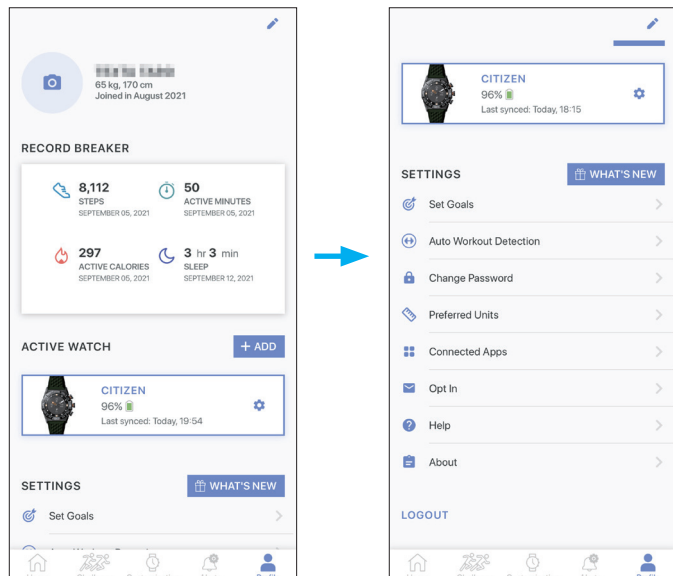 65 kg, 170 cm
Joined in August 2021
RECORD BREAKER
8,112
STEPS
SEPTEMBER 05, 2021
50
ACTIVE MINUTES
SEPTEMBER 05, 2021
297
ACTIVE CALORIES
SEPTEMBER 05, 2021
3 hr 3 min
SLEEP
SEPTEMBER 12, 2021
ACTIVE WATCH
+ ADD
CITIZEN
96%
Last synced: Today, 19:54
SETTINGS
WHAT'S NEW
Set Goals
CITIZEN
96%
Last synced: Today, 18:15
SETTINGS
WHAT'S NEW
Set Goals
Auto Workout Detection
Change Password
Preferred Units
Connected Apps
Opt In
Help
About
LOGOUT